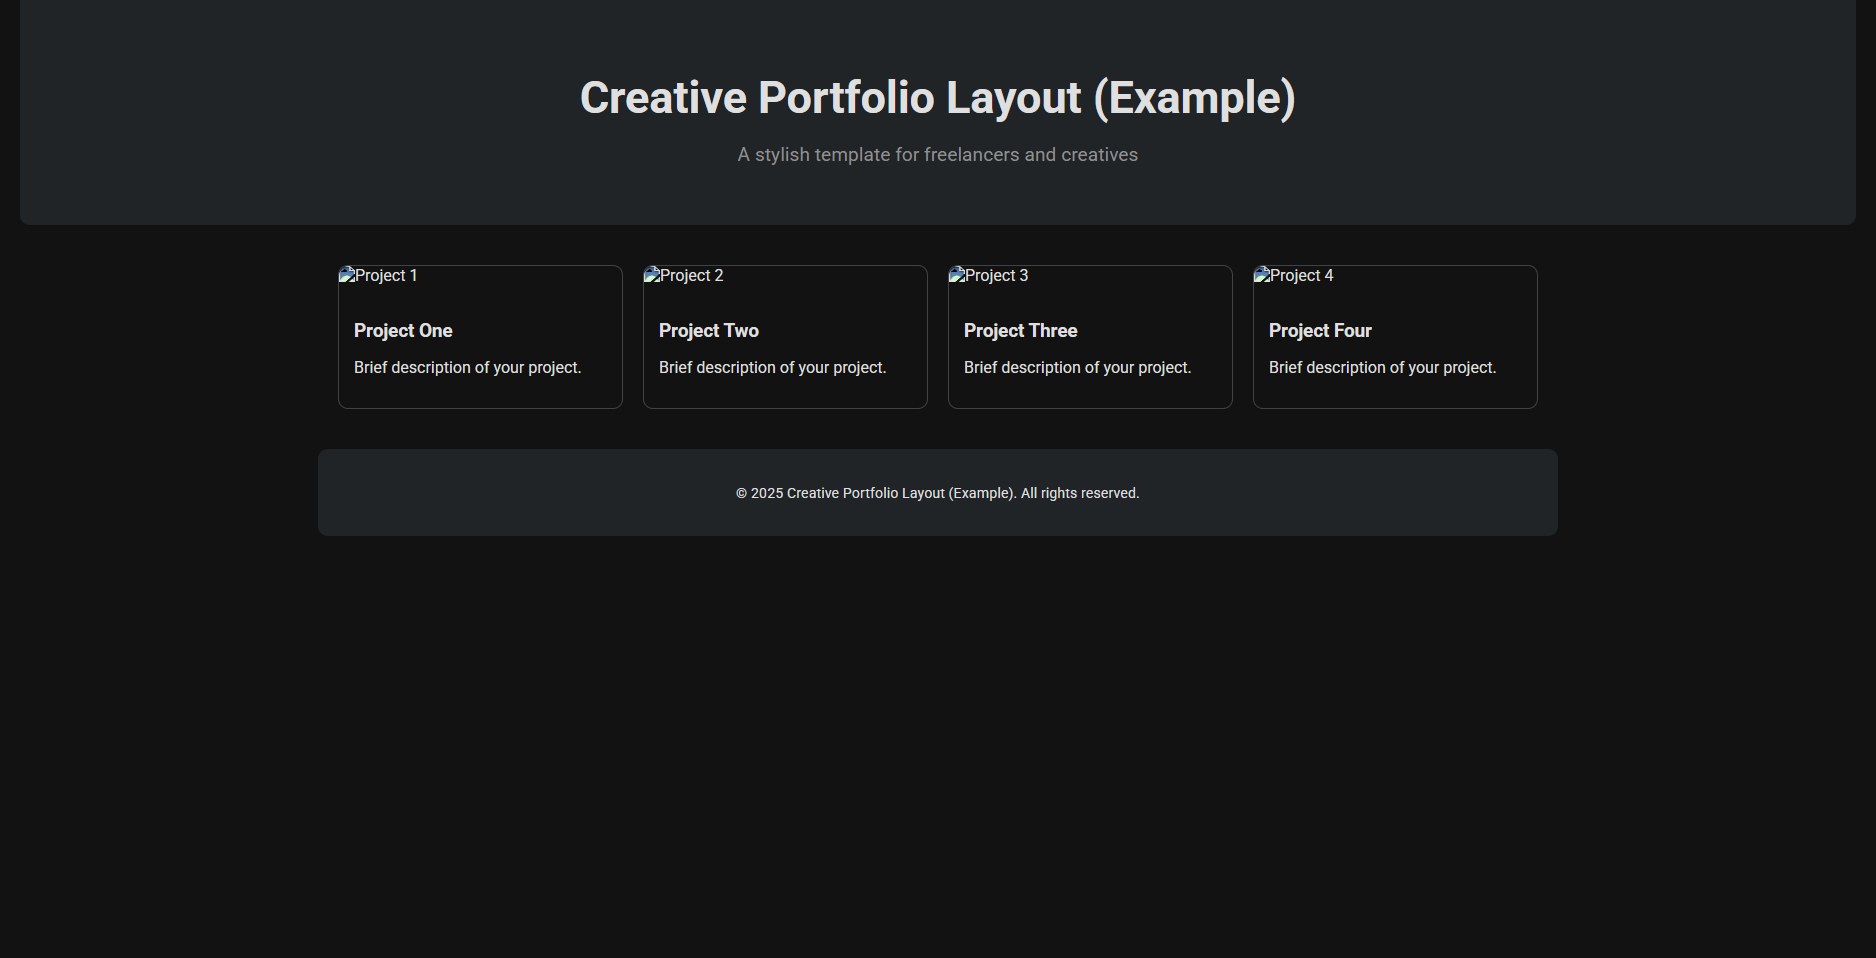 Creative Portfolio Layout (Example)
A stylish template for freelancers and creatives
Project 1
Project One
Brief description of your project.
Project 2
Project Two
Brief description of your project.
Project 3
Project Three
Brief description of your project.
Project 4
Project Four
Brief description of your project.
© 2025 Creative Portfolio Layout (Example). All rights reserved.